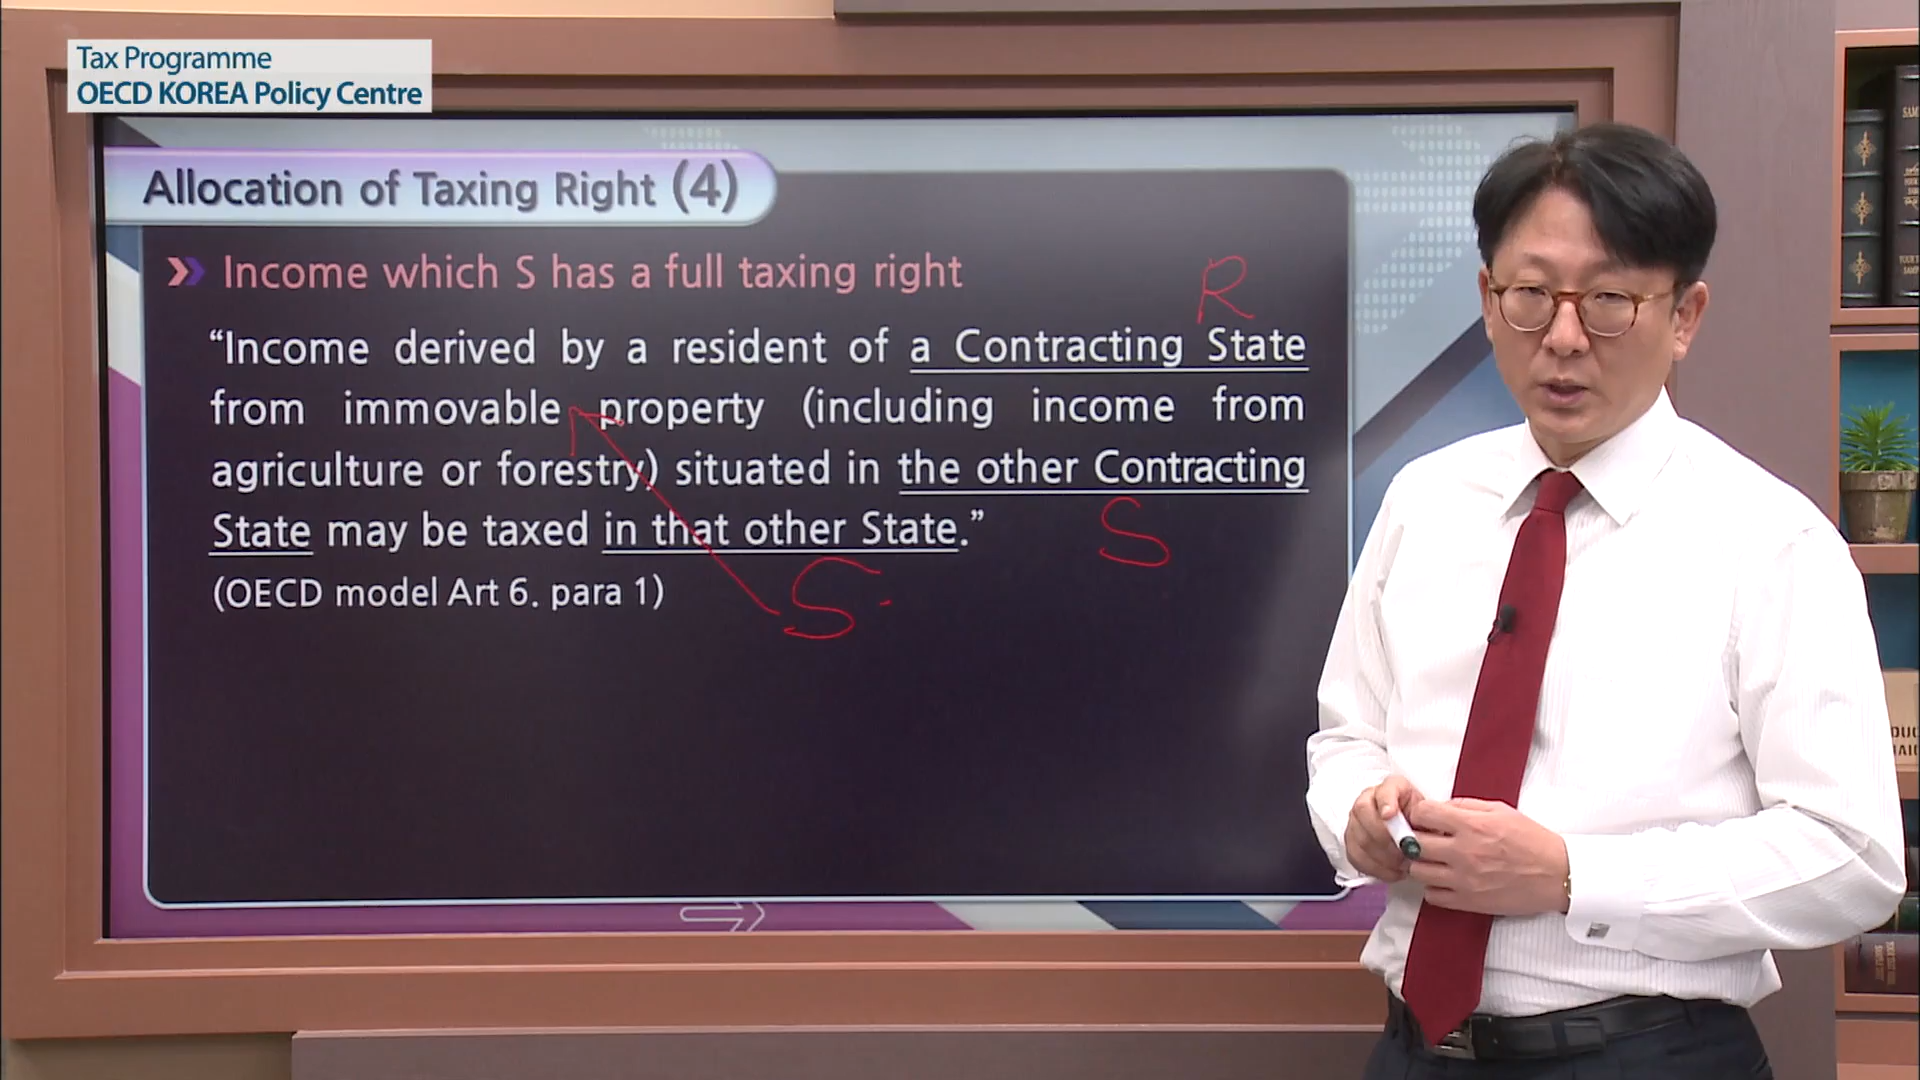 Tax Programme
OECD KOREA Policy Centre
Allocation of Taxing Right (4)
Income which S has a full taxing right
R
“Income derived by a resident of a Contracting State
from immovable property (including income from
agriculture or forestry) situated in the other Contracting
State may be taxed in that other State.”
S
(OECD model Art 6. para 1)
S